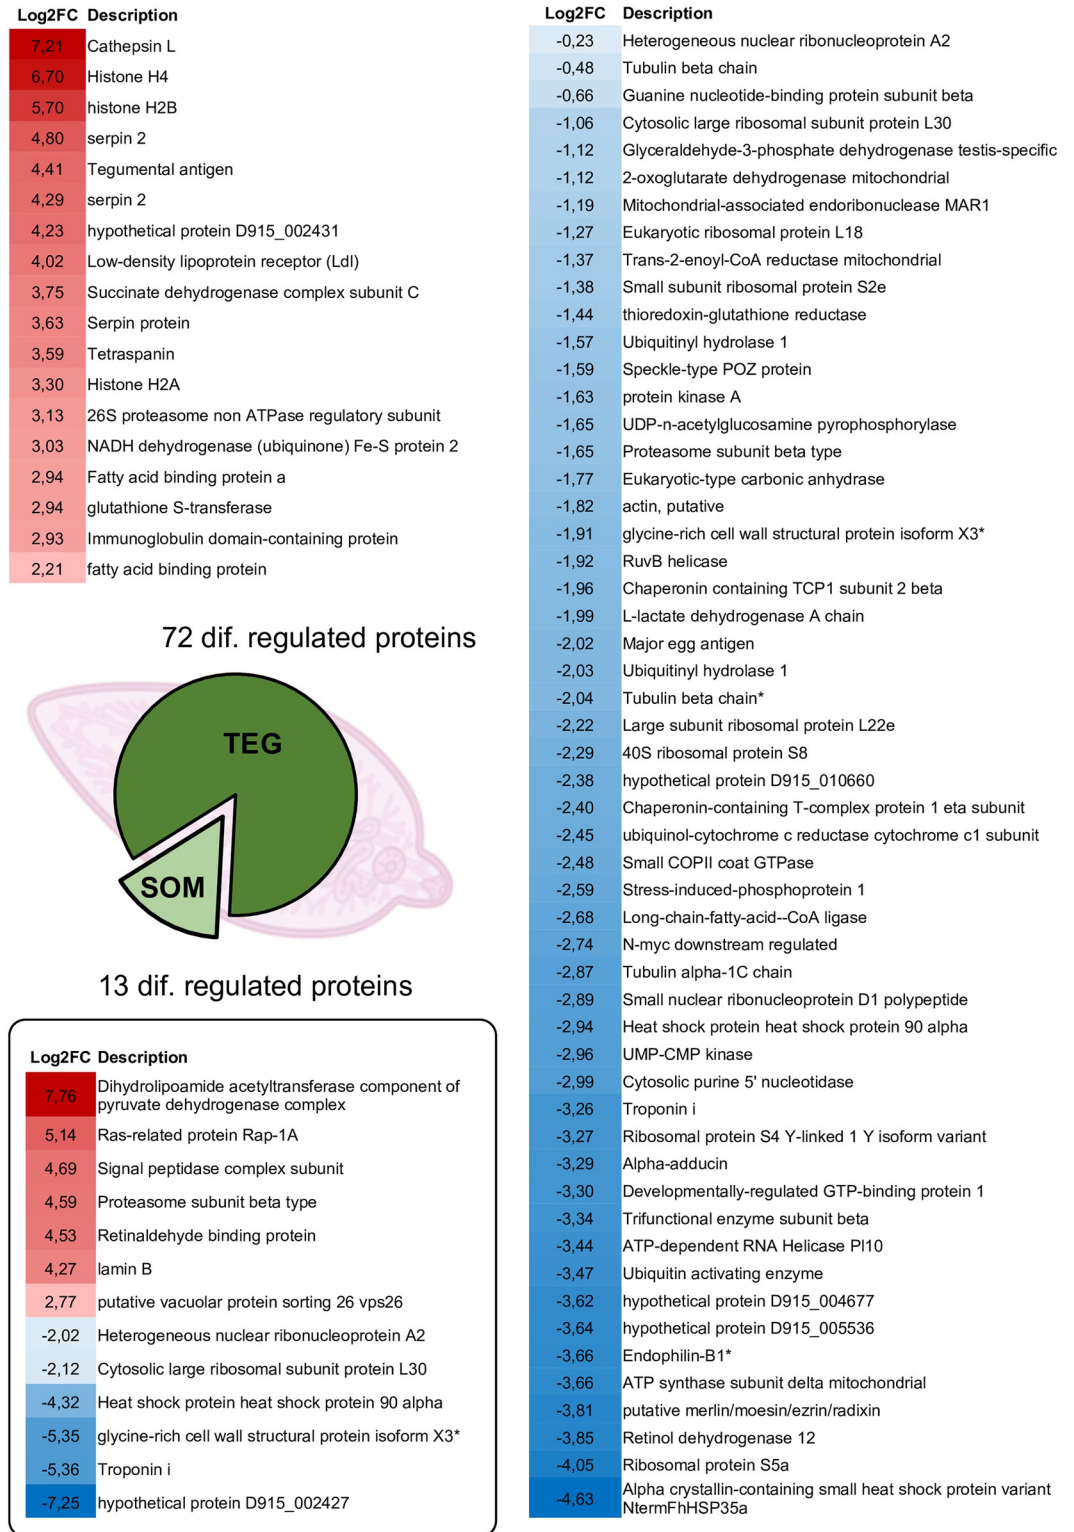 Log2FC Description
7,21 Cathepsin L
6,70 Histone H4
5,70 histone H2B
4,80 serpin 2
4,41 Tegumental antigen
4,29 serpin 2
4,23 hypothetical protein D915_002431
4,02 Low-density lipoprotein receptor (Ldl)
3,75 Succinate dehydrogenase complex subunit C
3,63 Serpin protein
3,59 Tetraspanin
3,30 Histone H2A
3,13 26S proteasome non ATPase regulatory subunit
3,03 NADH dehydrogenase (ubiquinone) Fe-S protein 2
2,94 Fatty acid binding protein a
2,94 glutathione S-transferase
2,93 Immunoglobulin domain-containing protein
2,21 fatty acid binding protein
72 dif. regulated proteins
TEG
SOM
13 dif. regulated proteins
Log2FC Description
7,76 Dihydrolipoamide acetyltransferase component of
pyruvate dehydrogenase complex
5,14 Ras-related protein Rap-1A
4,69 Signal peptidase complex subunit
4,59 Proteasome subunit beta type
4,53 Retinaldehyde binding protein
4,27 lamin B
2,77 putative vacuolar protein sorting 26 vps26
-2,02 Heterogeneous nuclear ribonucleoprotein A2
-2,12 Cytosolic large ribosomal subunit protein L30
-4,32 Heat shock protein heat shock protein 90 alpha
-5,35 glycine-rich cell wall structural protein isoform X3*
-5,36 Troponin i
-7,25 hypothetical protein D915_002427
Log2FC Description
-0,23 Heterogeneous nuclear ribonucleoprotein A2
-0,48 Tubulin beta chain
-0,66 Guanine nucleotide-binding protein subunit beta
-1,06 Cytosolic large ribosomal subunit protein L30
-1,12 Glyceraldehyde-3-phosphate dehydrogenase testis-specific
-1,12 2-oxoglutarate dehydrogenase mitochondrial
-1,19 Mitochondrial-associated endoribonuclease MAR1
-1,27 Eukaryotic ribosomal protein L18
-1,37 Trans-2-enoyl-CoA reductase mitochondrial
-1,38 Small subunit ribosomal protein S2e
-1,44 thioredoxin-glutathione reductase
-1,57 Ubiquitinyl hydrolase 1
-1,59 Speckle-type POZ protein
-1,63 protein kinase A
-1,65 UDP-n-acetylglucosamine pyrophosphorylase
-1,65 Proteasome subunit beta type
-1,77 Eukaryotic-type carbonic anhydrase
-1,82 actin, putative
-1,91 glycine-rich cell wall structural protein isoform X3*
-1,92 RuvB helicase
-1,96 Chaperonin containing TCP1 subunit 2 beta
-1,99 L-lactate dehydrogenase A chain
-2,02 Major egg antigen
-2,03 Ubiquitinyl hydrolase 1
-2,04 Tubulin beta chain*
-2,22 Large subunit ribosomal protein L22e
-2,29 40S ribosomal protein S8
-2,38 hypothetical protein D915_010660
-2,40 Chaperonin-containing T-complex protein 1 eta subunit
-2,45 ubiquinol-cytochrome c reductase cytochrome c1 subunit
-2,48 Small COPII coat GTPase
-2,59 Stress-induced-phosphoprotein 1
-2,68 Long-chain-fatty-acid--CoA ligase
-2,74 N-myc downstream regulated
-2,87 Tubulin alpha-1C chain
-2,89 Small nuclear ribonucleoprotein D1 polypeptide
-2,94 Heat shock protein heat shock protein 90 alpha
-2,96 UMP-CMP kinase
-2,99 Cytosolic purine 5' nucleotidase
-3,26 Troponin i
-3,27 Ribosomal protein S4 Y-linked 1 Y isoform variant
-3,29 Alpha-adducin
-3,30 Developmentally-regulated GTP-binding protein 1
-3,34 Trifunctional enzyme subunit beta
-3,44 ATP-dependent RNA Helicase Pl10
-3,47 Ubiquitin activating enzyme
-3,62 hypothetical protein D915_004677
-3,64 hypothetical protein D915_005536
-3,66 Endophilin-B1*
-3,66 ATP synthase subunit delta mitochondrial
-3,81 putative merlin/moesin/ezrin/radixin
-3,85 Retinol dehydrogenase 12
-4,05 Ribosomal protein S5a
-4,63 Alpha crystallin-containing small heat shock protein variant
NtermFhHSP35a